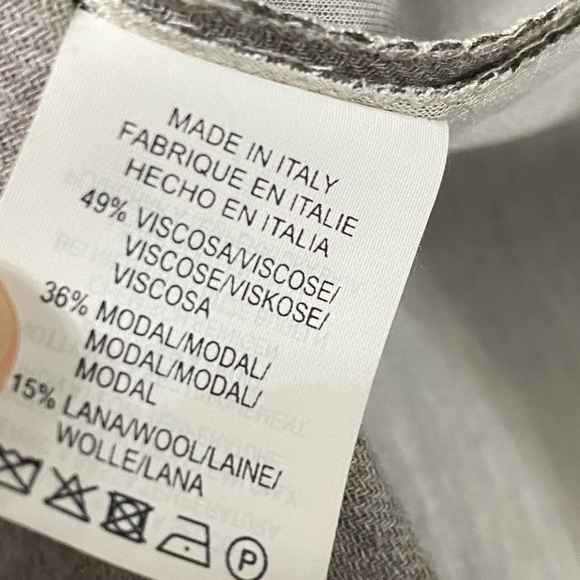 MADE IN ITALY
FABRIQUE EN ITALIE
HECHO EN ITALIA
49% VISCOSA/VISCOSE/
VISCOSE/VISKOSE/
VISCOSA
36% MODAL/MODAL/
MODAL/MODAL/
MODAL
15% LANA/WOOL/LAINE/
WOLLE/LANA
P